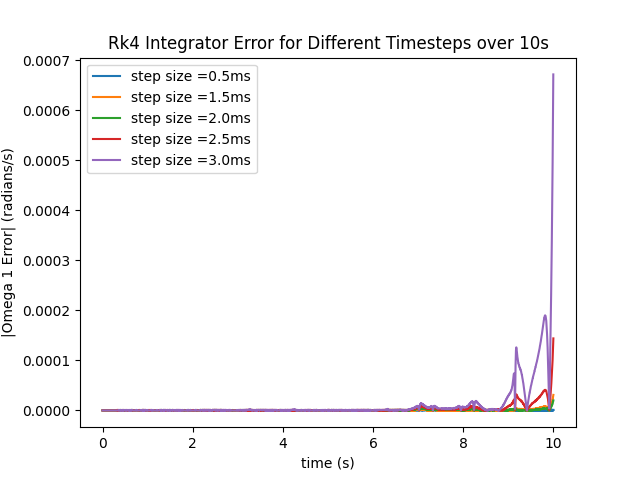 Rk4 Integrator Error for Different Timesteps over 10s
step size =0.5ms
step size =1.5ms
step size =2.0ms
step size =2.5ms
step size =3.0ms
|Omega 1 Error| (radians/s)
0.0007
0.0006
0.0005
0.0004
0.0003
0.0002
0.0001
0.0000
0 2 4 6 8 10
time (s)